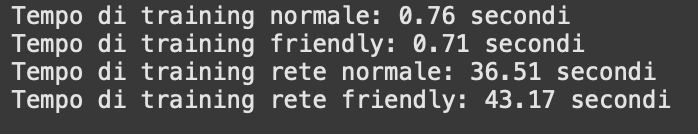 Tempo di training normale: 0.76 secondi
Tempo di training friendly: 0.71 secondi
Tempo di training rete normale: 36.51 secondi
Tempo di training rete friendly: 43.17 secondi